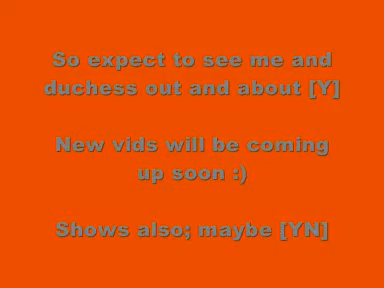 So expect to see me and
duchess out and about [Y]
New vids will be coming
up soon :)
Shows also; maybe [YN]